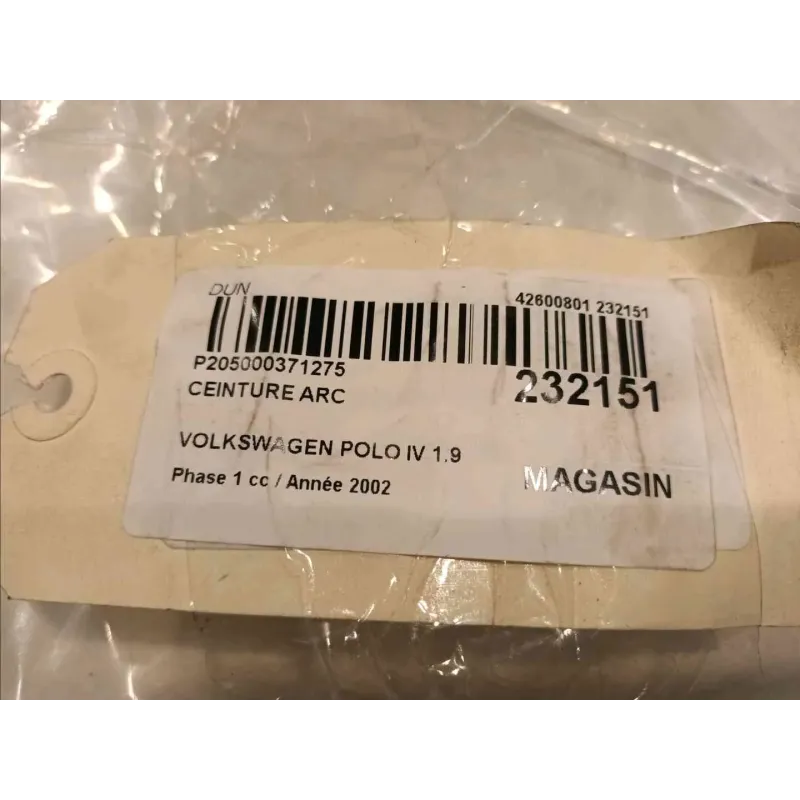 DUN
42600801 232151
P205000371275
232151
CEINTURE ARC
VOLKSWAGEN POLO IV 1.9
Phase 1 cc / Année 2002
MAGASIN